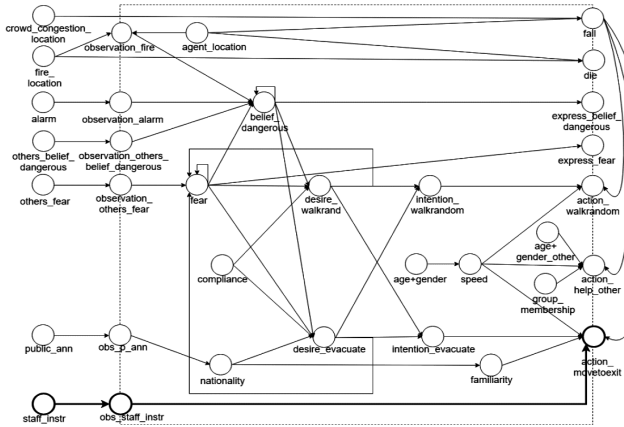 crowd_congestion_
location
observation_fire
agent_location
fall
fire_
location
die
alarm
observation_alarm
belief_
dangerous
express_belief_
dangerous
others_belief_
dangerous
observation_others_
belief_dangerous
express_fear
others_fear
observation_
others_fear
fear
desire_
walkrand
intention_
walkrandom
action_
walkrandom
age+
gender_other
compliance
age+gender
speed
action_
help_other
group_
membership
public_ann
obs_p_ann
desire_evacuate
intention_evacuate
action_
movetoexit
nationality
familiarity
staff_instr
obs_staff_instr